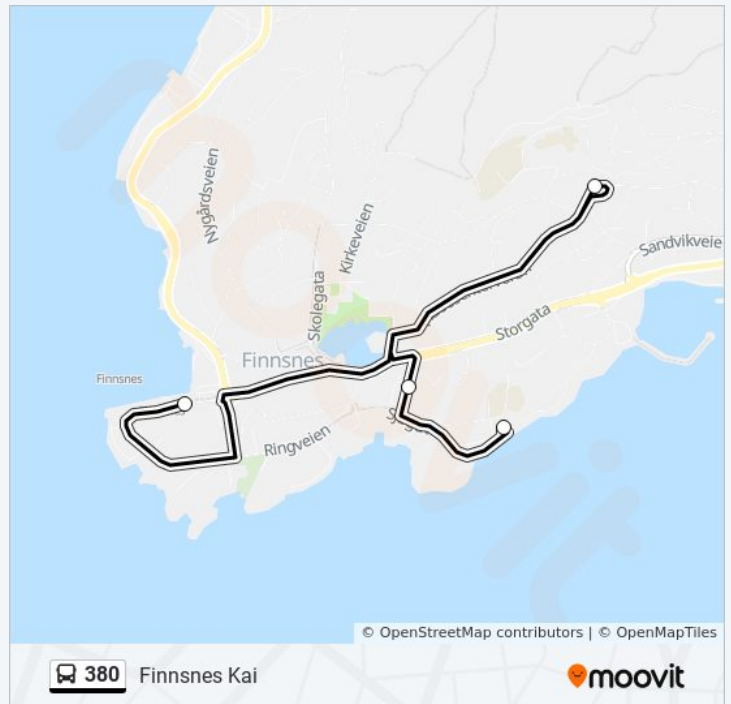 Nygårdsveien
Kirkeveien
Skolegata
Sandvikveie
Storgata
Finnsnes
Finnsnes
Ringveien
© OpenStreetMap contributors | © OpenMapTiles
380 Finnsnes Kai
moovit